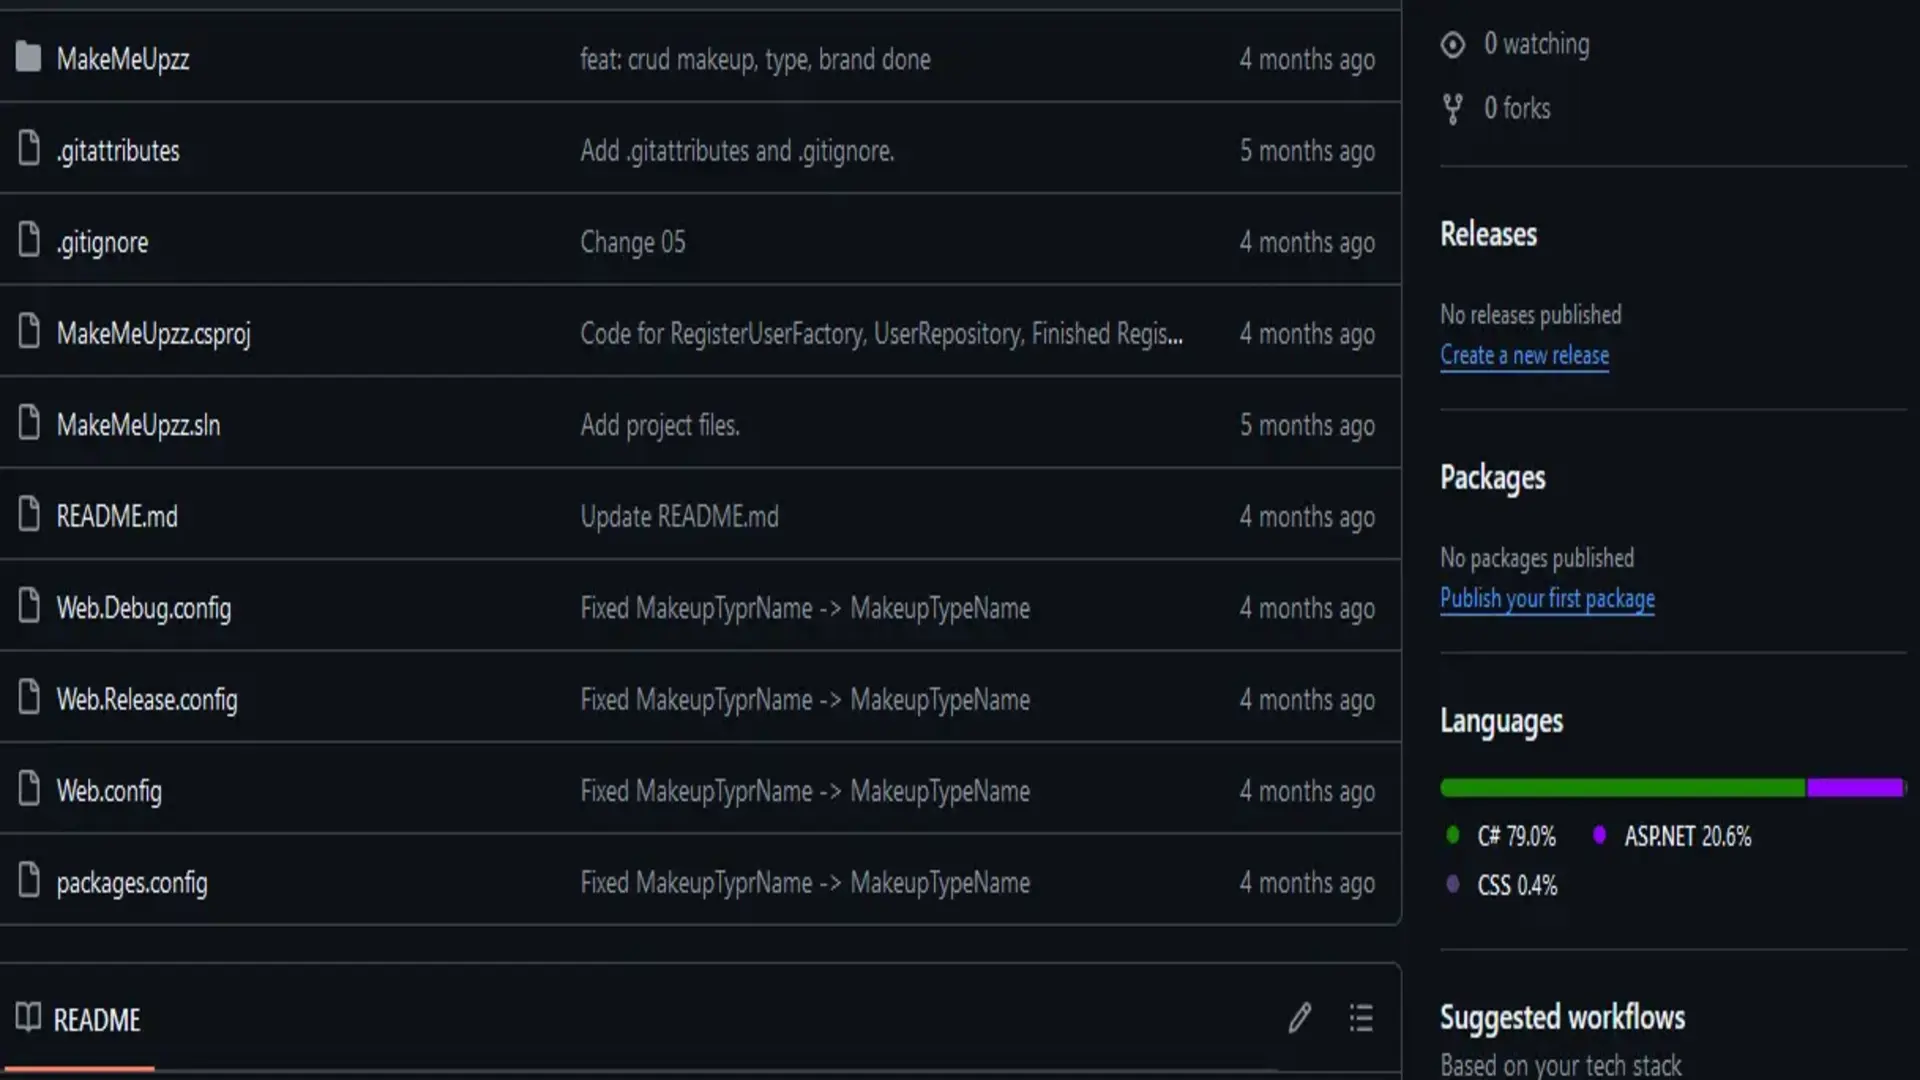 MakeMeUpzz feat: crud makeup, type, brand done 4 months ago
.gitattributes Add .gitattributes and .gitignore. 5 months ago
.gitignore Change 05 4 months ago
MakeMeUpzz.csproj Code for RegisterUserFactory, UserRepository, Finished Regis... 4 months ago
MakeMeUpzz.sln Add project files. 5 months ago
README.md Update README.md 4 months ago
Web.Debug.config Fixed MakeupTyprName -> MakeupTypeName 4 months ago
Web.Release.config Fixed MakeupTyprName -> MakeupTypeName 4 months ago
Web.config Fixed MakeupTyprName -> MakeupTypeName 4 months ago
packages.config Fixed MakeupTyprName -> MakeupTypeName 4 months ago
README
0 watching
0 forks
Releases
No releases published
Create a new release
Packages
No packages published
Publish your first package
Languages
C# 79.0% ASP.NET 20.6%
CSS 0.4%
Suggested workflows
Based on your tech stack